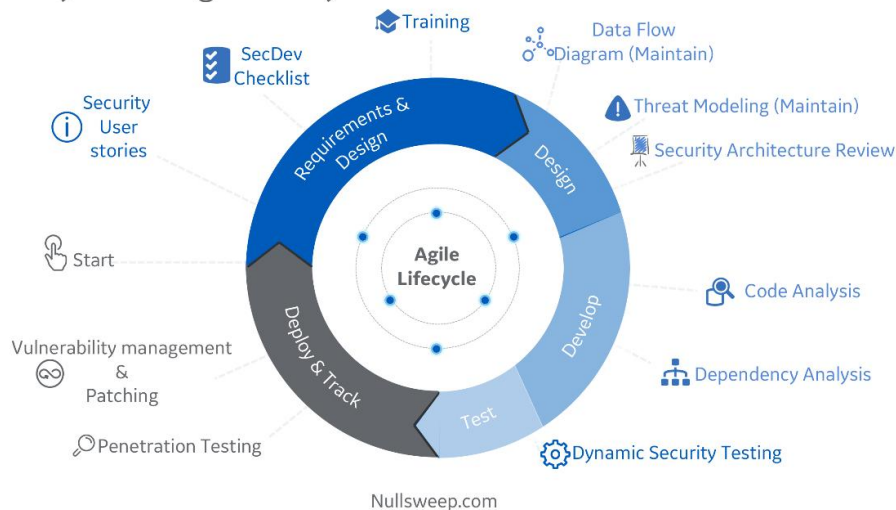 Training
SecDev
Checklist
Data Flow
Diagram (Maintain)
Security
User
stories
Threat Modeling (Maintain)
Security Architecture Review
Requirements &
Design
Design
Start
Agile
Lifecycle
Code Analysis
Develop
Vulnerability management
&
Patching
Deploy & Track
Dependency Analysis
Test
Penetration Testing
Dynamic Security Testing
Nullsweep.com